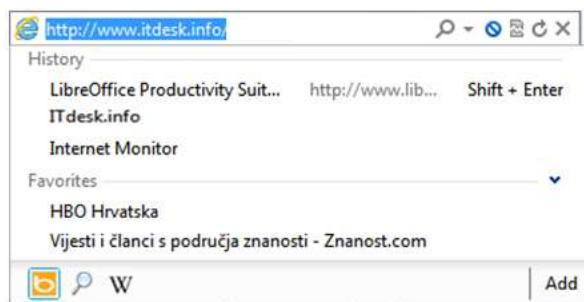 http://www.itdesk.info/
History
LibreOffice Productivity Suit... http://www.lib... Shift + Enter
ITdesk.info
Internet Monitor
Favorites
HBO Hrvatska
Vijesti i članci s područja znanosti - Znanost.com
W Add